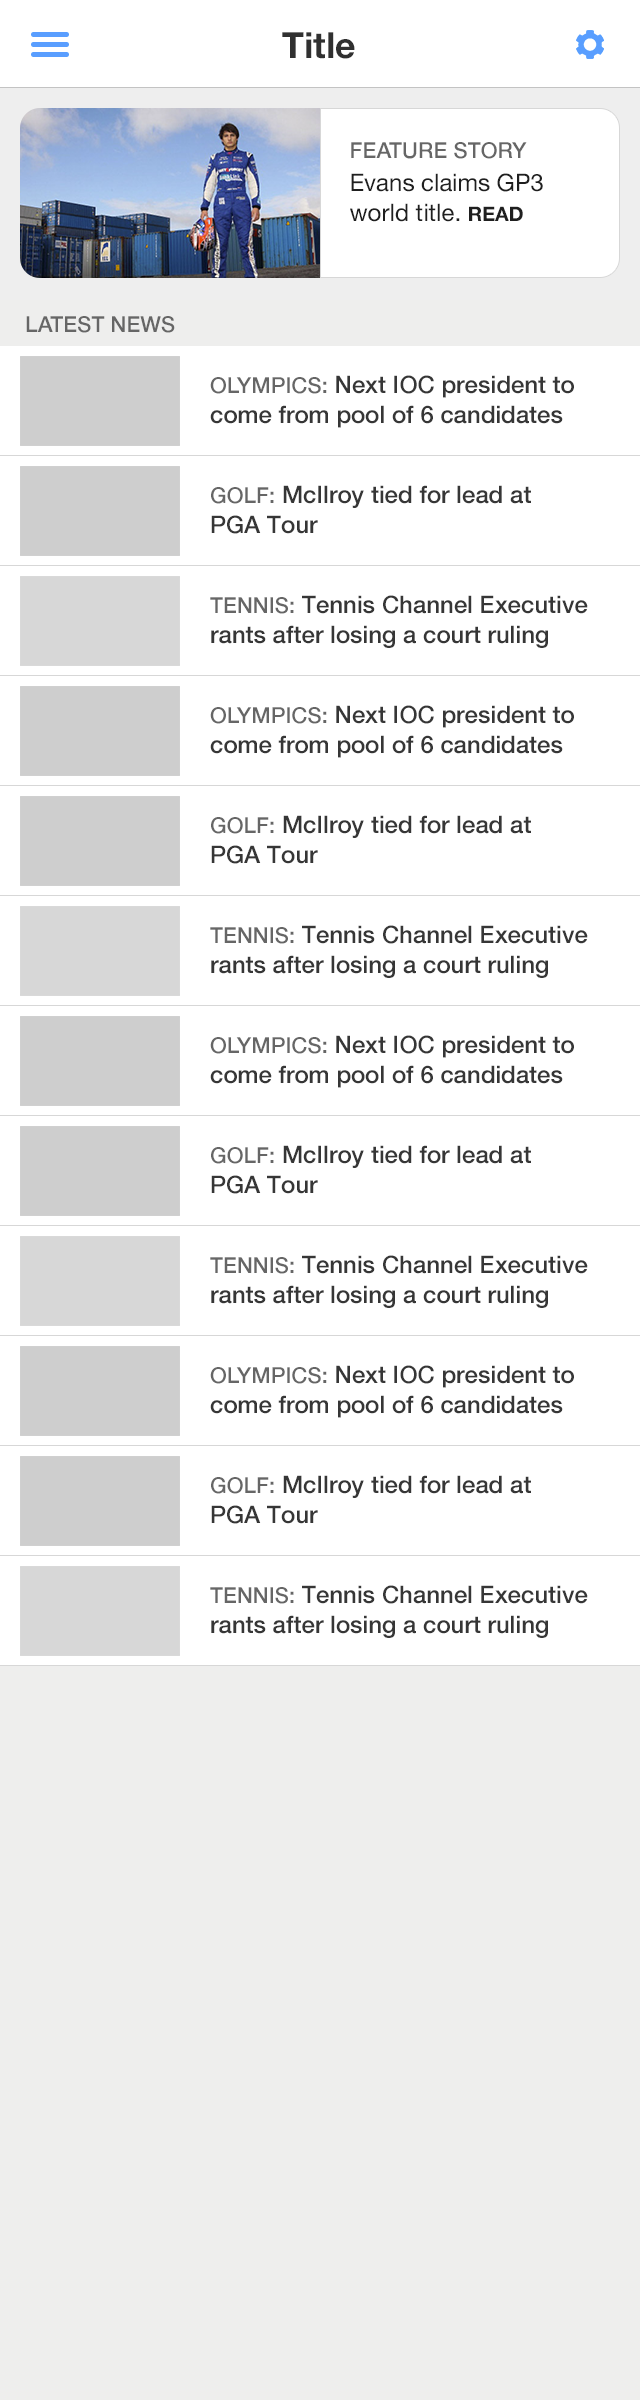 Title
FEATURE STORY
Evans claims GP3
world title. READ
LATEST NEWS
OLYMPICS: Next IOC president to
come from pool of 6 candidates
GOLF: McIlroy tied for lead at
PGA Tour
TENNIS: Tennis Channel Executive
rants after losing a court ruling
OLYMPICS: Next IOC president to
come from pool of 6 candidates
GOLF: McIlroy tied for lead at
PGA Tour
TENNIS: Tennis Channel Executive
rants after losing a court ruling
OLYMPICS: Next IOC president to
come from pool of 6 candidates
GOLF: McIlroy tied for lead at
PGA Tour
TENNIS: Tennis Channel Executive
rants after losing a court ruling
OLYMPICS: Next IOC president to
come from pool of 6 candidates
GOLF: McIlroy tied for lead at
PGA Tour
TENNIS: Tennis Channel Executive
rants after losing a court ruling